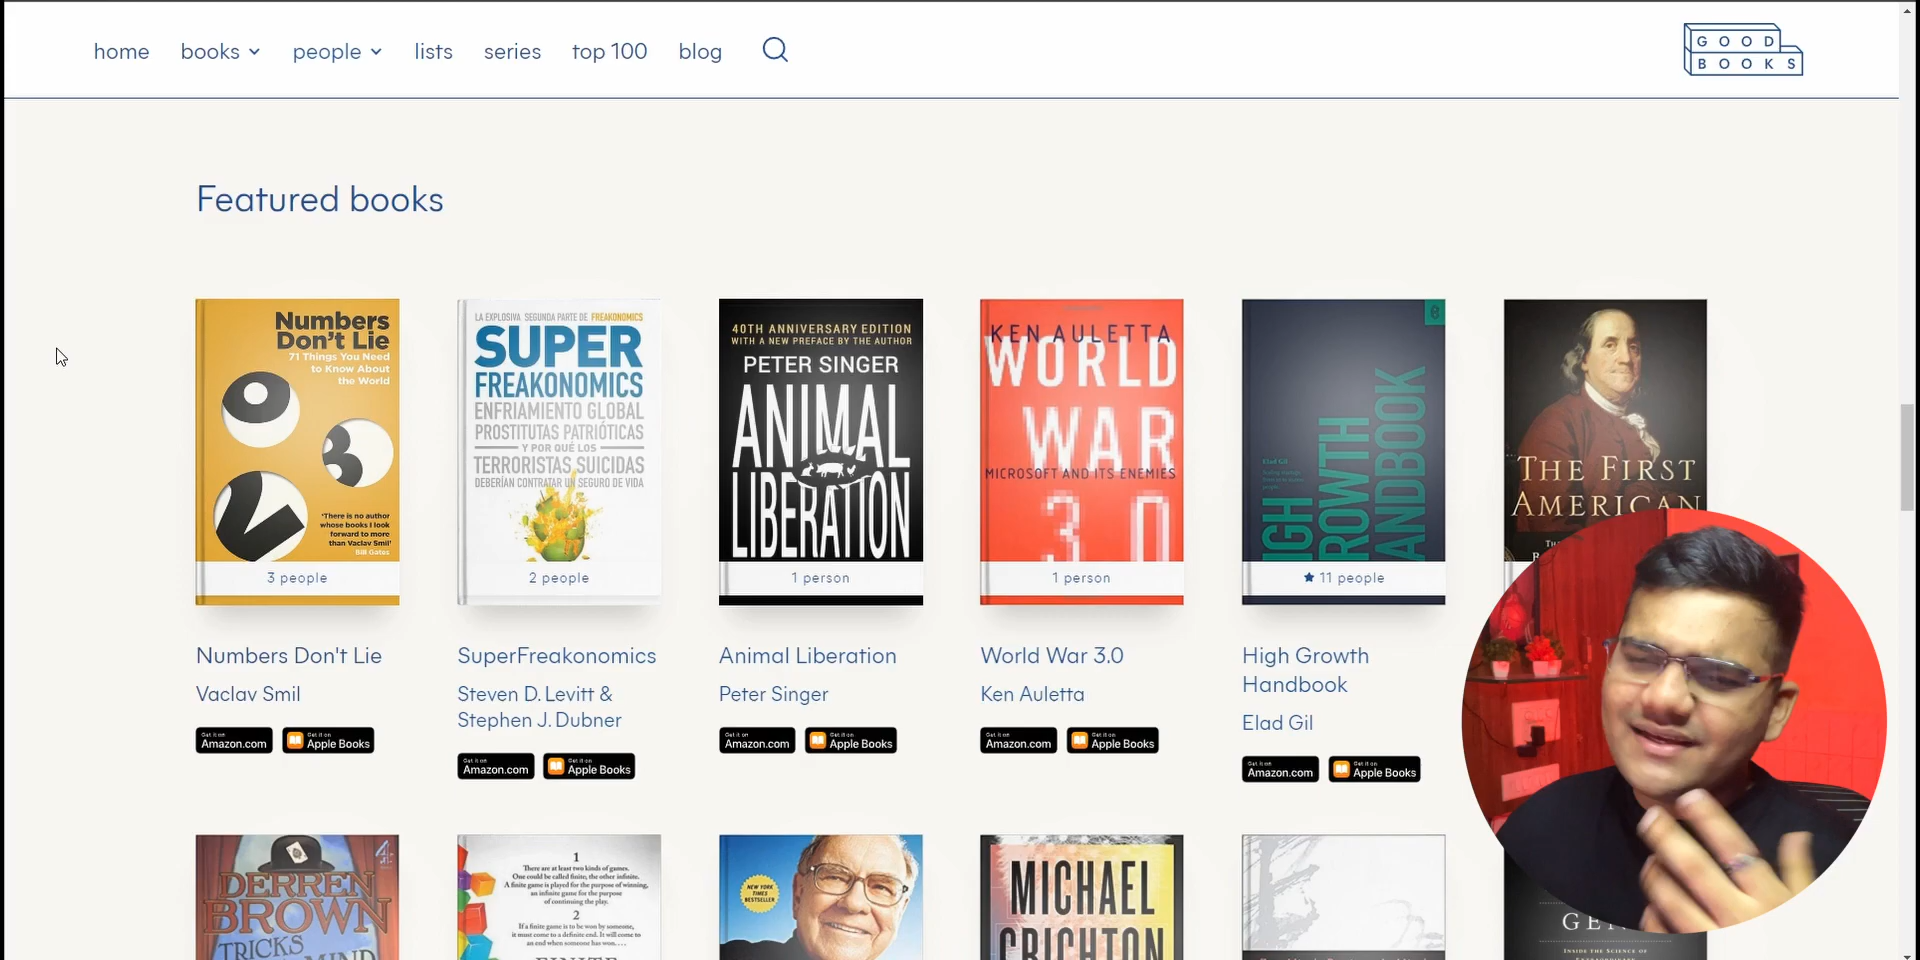 home books people lists series top 100 blog
GOOD
BOOKS
Featured books
Numbers
Don't Lie
71 Things You Need
to Know About
the World
'There is no author
whose books I look
forward to more
than Vaclav Smil'
Bill Gates
3 people
LA EXPLOSIVA SEGUNDA PARTE DE FREAKONOMICS
SUPER
FREAKONOMICS
ENFRIAMIENTO GLOBAL
PROSTITUTAS PATRIÓTICAS
Y POR QUÉ LOS
TERRORISTAS SUICIDAS
DEBERÍAN CONTRATAR UN SEGURO DE VIDA
2 people
40TH ANNIVERSARY EDITION
WITH A NEW PREFACE BY THE AUTHOR
PETER SINGER
ANIMAL
LIBERATION
1 person
KEN AULETTA
WORLD
WAR
MICROSOFT AND ITS ENEMIES
3 0
1 person
Elad Gil
IGH
ROWTH
ANDBOOK
11 people
THE FIRST
AMERICAN
Numbers Don't Lie
Vaclav Smil
Get it on
Amazon.com
Get it on
Apple Books
SuperFreakonomics
Steven D. Levitt &
Stephen J. Dubner
Get it on
Amazon.com
Get it on
Apple Books
Animal Liberation
Peter Singer
Get it on
Amazon.com
Get it on
Apple Books
World War 3.0
Ken Auletta
Get it on
Amazon.com
Get it on
Apple Books
High Growth
Handbook
Elad Gil
Get it on
Amazon.com
Get it on
Apple Books
4
DERREN
BROWN
TRICKS
MIND
1
There are at least two kinds of games.
One could be called finite, the other infinite.
A finite game is played for the purpose of winning,
an infinite game for the purpose
of continuing the play.
2
If a finite game is to be won by someone,
it must come to a definite end. It will come to
an end when someone has won....
FINITE
NEW YORK
TIMES
BESTSELLER
MICHAEL
CRICHTON
GE
INSIDE THE SCIENCE OF